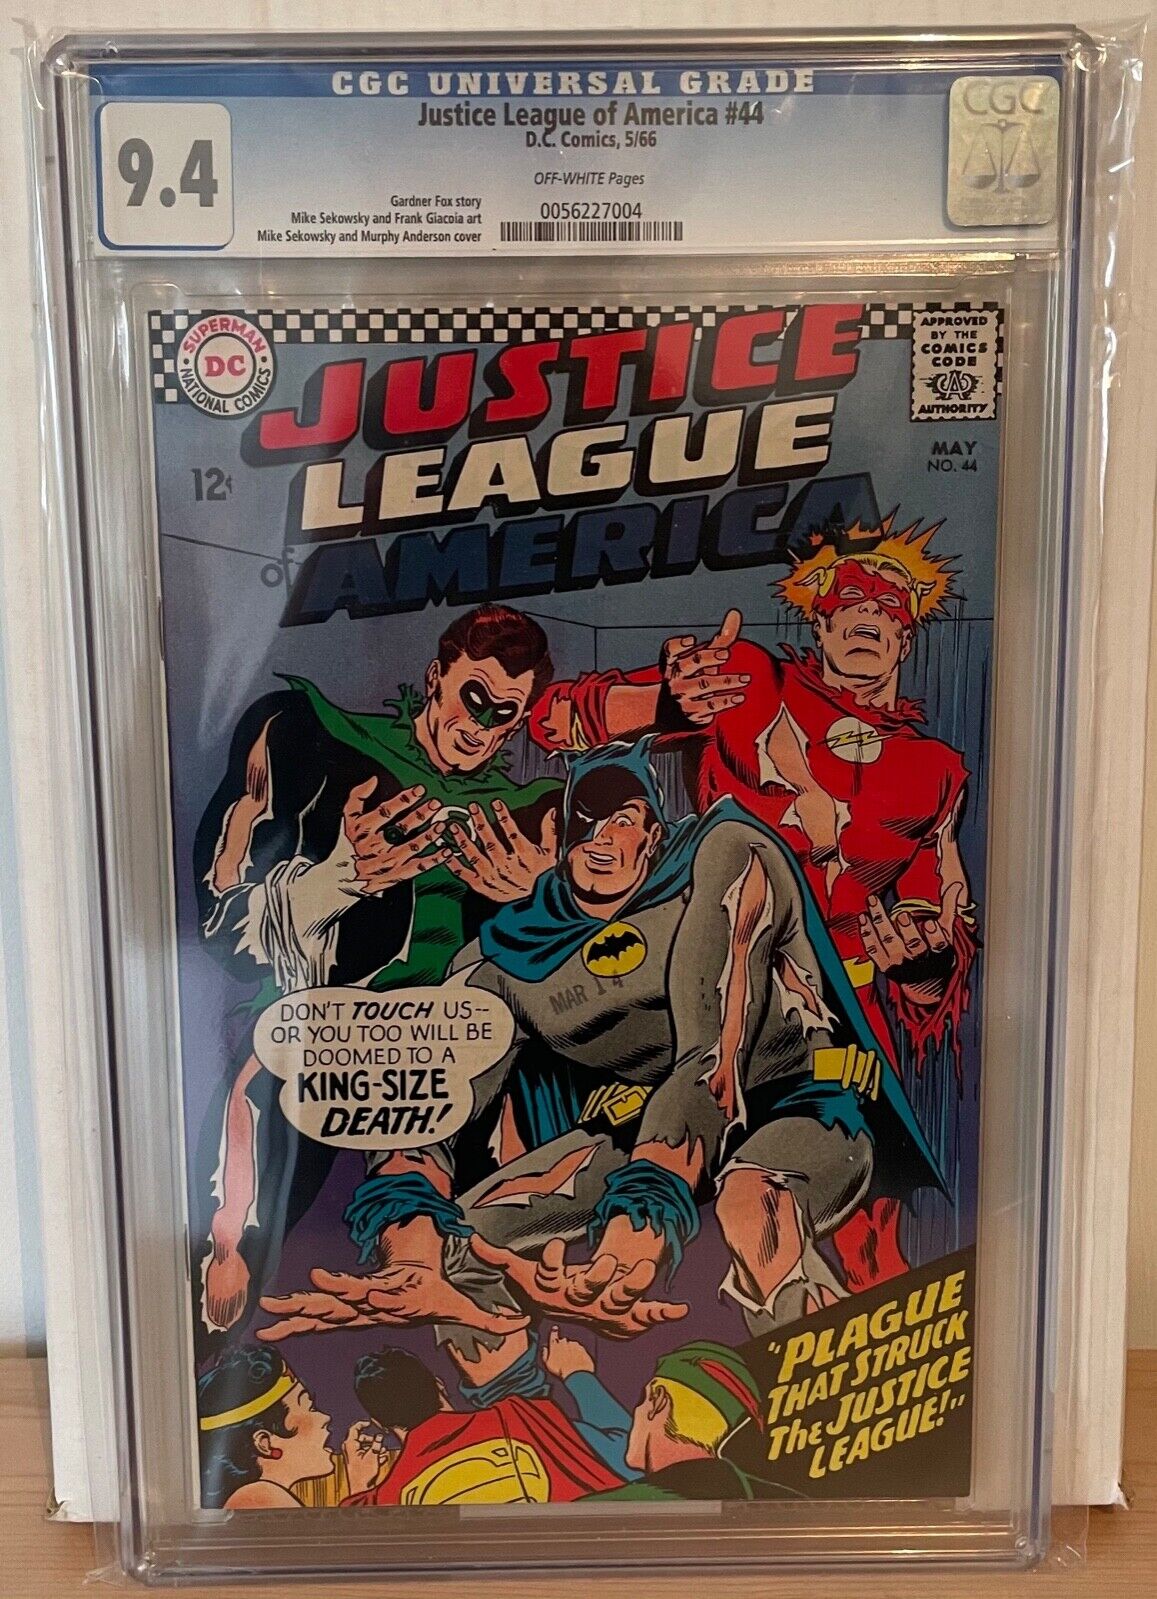 CGC UNIVERSAL GRADE
9.4
Justice League of America #44
D.C. Comics, 5/66
OFF-WHITE Pages
Gardner Fox story
Mike Sekowsky and Frank Giacoia art
Mike Sekowsky and Murphy Anderson cover
0056227004
CGC
SUPERMAN
DC
NATIONAL COMICS
JUSTICE
LEAGUE
of AMERICA
APPROVED
BY THE
COMICS
CODE
AUTHORITY
12¢
MAY
NO. 44
MAR 14
DON'T TOUCH US--
OR YOU TOO WILL BE
DOOMED TO A
KING-SIZE
DEATH!
"PLAGUE
THAT STRUCK
The JUSTICE
LEAGUE!"